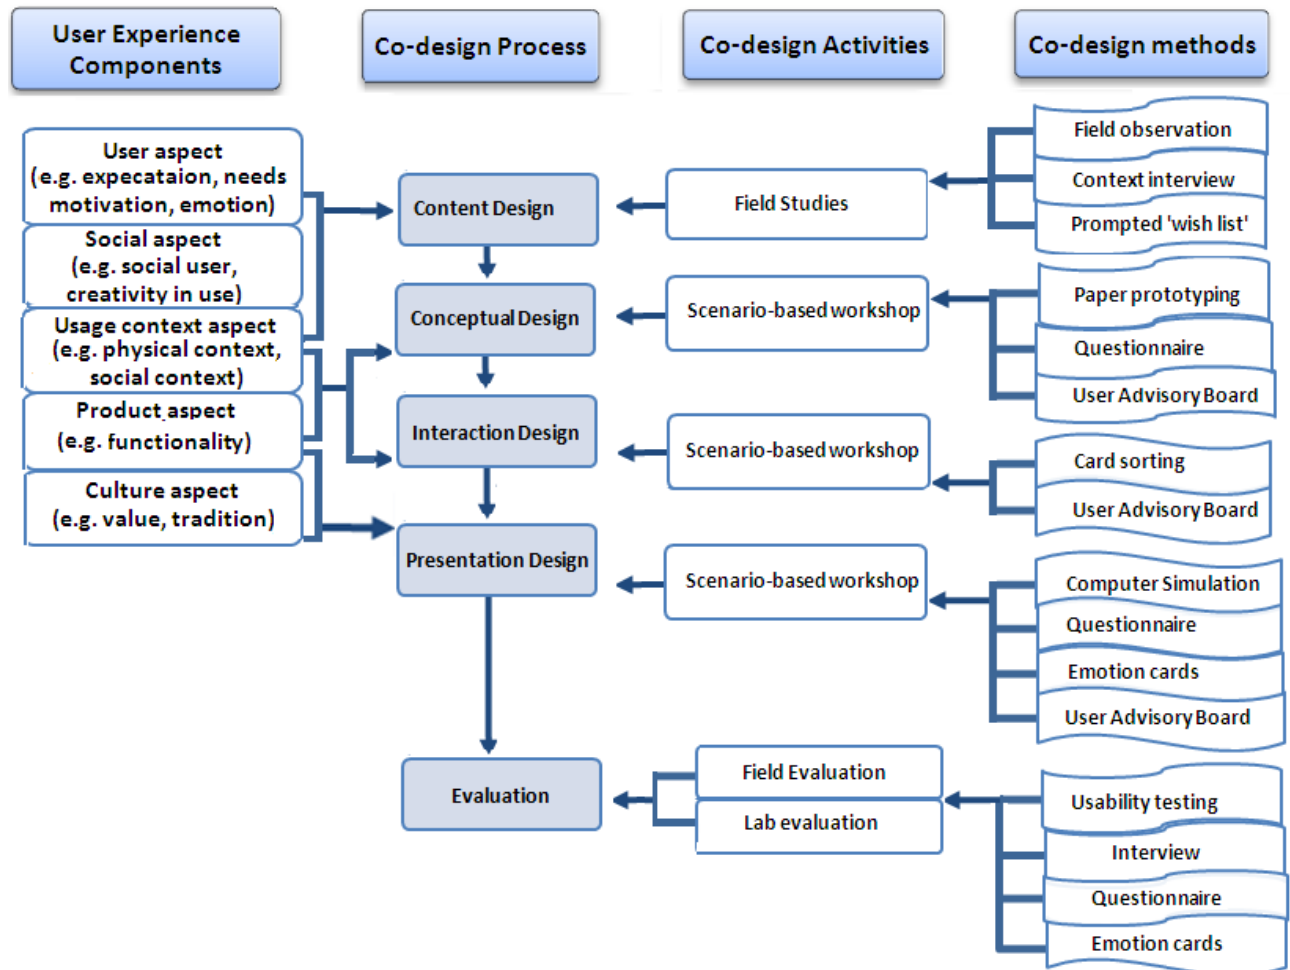 User Experience
Components
Co-design Process
Co-design Activities
Co-design methods
User aspect
(e.g. expecataion, needs
motivation, emotion)
Social aspect
(e.g. social user,
creativity in use)
Usage context aspect
(e.g. physical context,
social context)
Product aspect
(e.g. functionality)
Culture aspect
(e.g. value, tradition)
Content Design
Conceptual Design
Interaction Design
Presentation Design
Evaluation
Field Studies
Scenario-based workshop
Scenario-based workshop
Scenario-based workshop
Field Evaluation
Lab evaluation
Field observation
Context interview
Prompted 'wish list'
Paper prototyping
Questionnaire
User Advisory Board
Card sorting
User Advisory Board
Computer Simulation
Questionnaire
Emotion cards
User Advisory Board
Usability testing
Interview
Questionnaire
Emotion cards